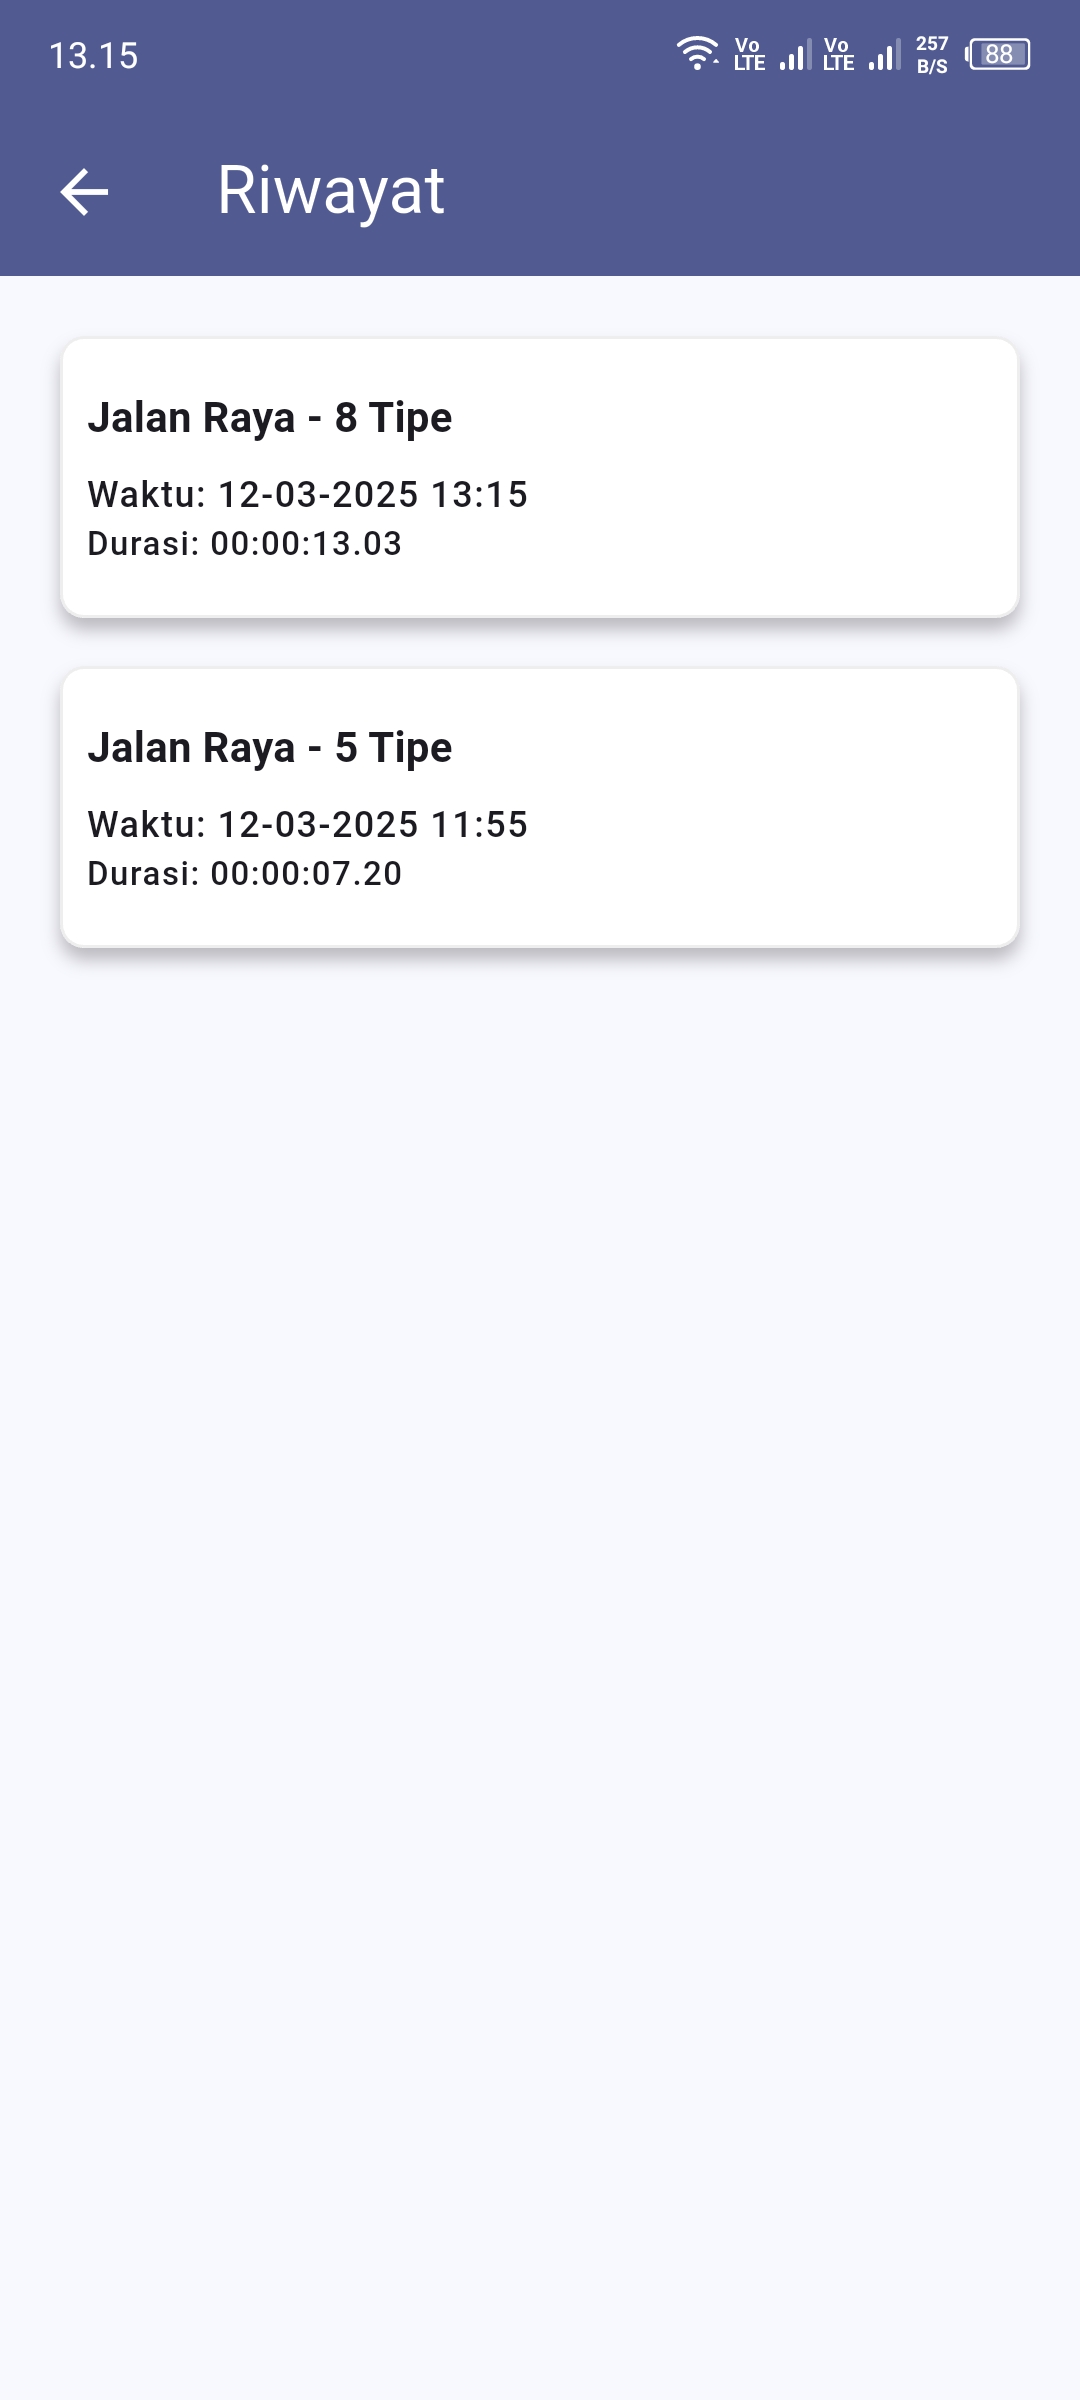 13.15
Vo LTE Vo LTE 257 B/S 88
Riwayat
Jalan Raya - 8 Tipe
Waktu: 12-03-2025 13:15
Durasi: 00:00:13.03
Jalan Raya - 5 Tipe
Waktu: 12-03-2025 11:55
Durasi: 00:00:07.20